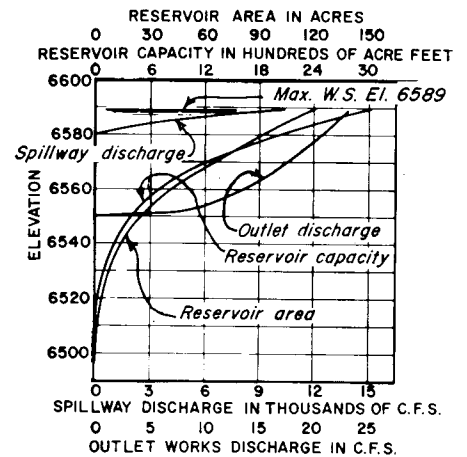 RESERVOIR AREA IN ACRES
0 30 60 90 120 150
RESERVOIR CAPACITY IN HUNDREDS OF ACRE FEET
0 6 12 18 24 30
6600
Max. W.S. El. 6589
6580
Spillway discharge
6560
ELEVATION
Outlet discharge
6540
Reservoir capacity
6520
Reservoir area
6500
0 3 6 9 12 15
SPILLWAY DISCHARGE IN THOUSANDS OF C.F.S.
0 5 10 15 20 25
OUTLET WORKS DISCHARGE IN C.F.S.